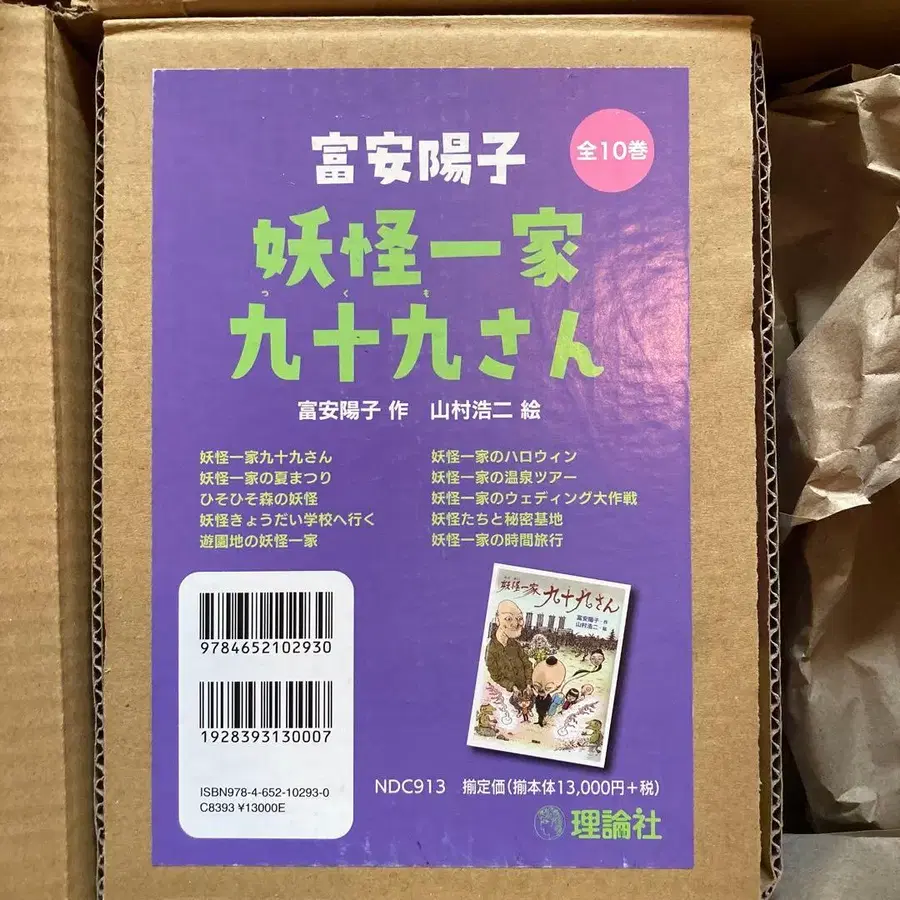 富安陽子
全10巻
妖怪一家
つくも
九十九さん
富安陽子 作 山村浩二 絵
妖怪一家九十九さん
妖怪一家の夏まつり
ひそひそ森の妖怪
妖怪きょうだい学校へ行く
遊園地の妖怪一家
妖怪一家のハロウィン
妖怪一家の温泉ツアー
妖怪一家のウェディング大作戦
妖怪たちと秘密基地
妖怪一家の時間旅行
妖怪一家 九十九さん
富安陽子・作
山村浩二・絵
9784652102930
1928393130007
ISBN978-4-652-10293-0
C8393 ¥13000E
NDC913 揃定価(揃本体13,000円+税)
理論社